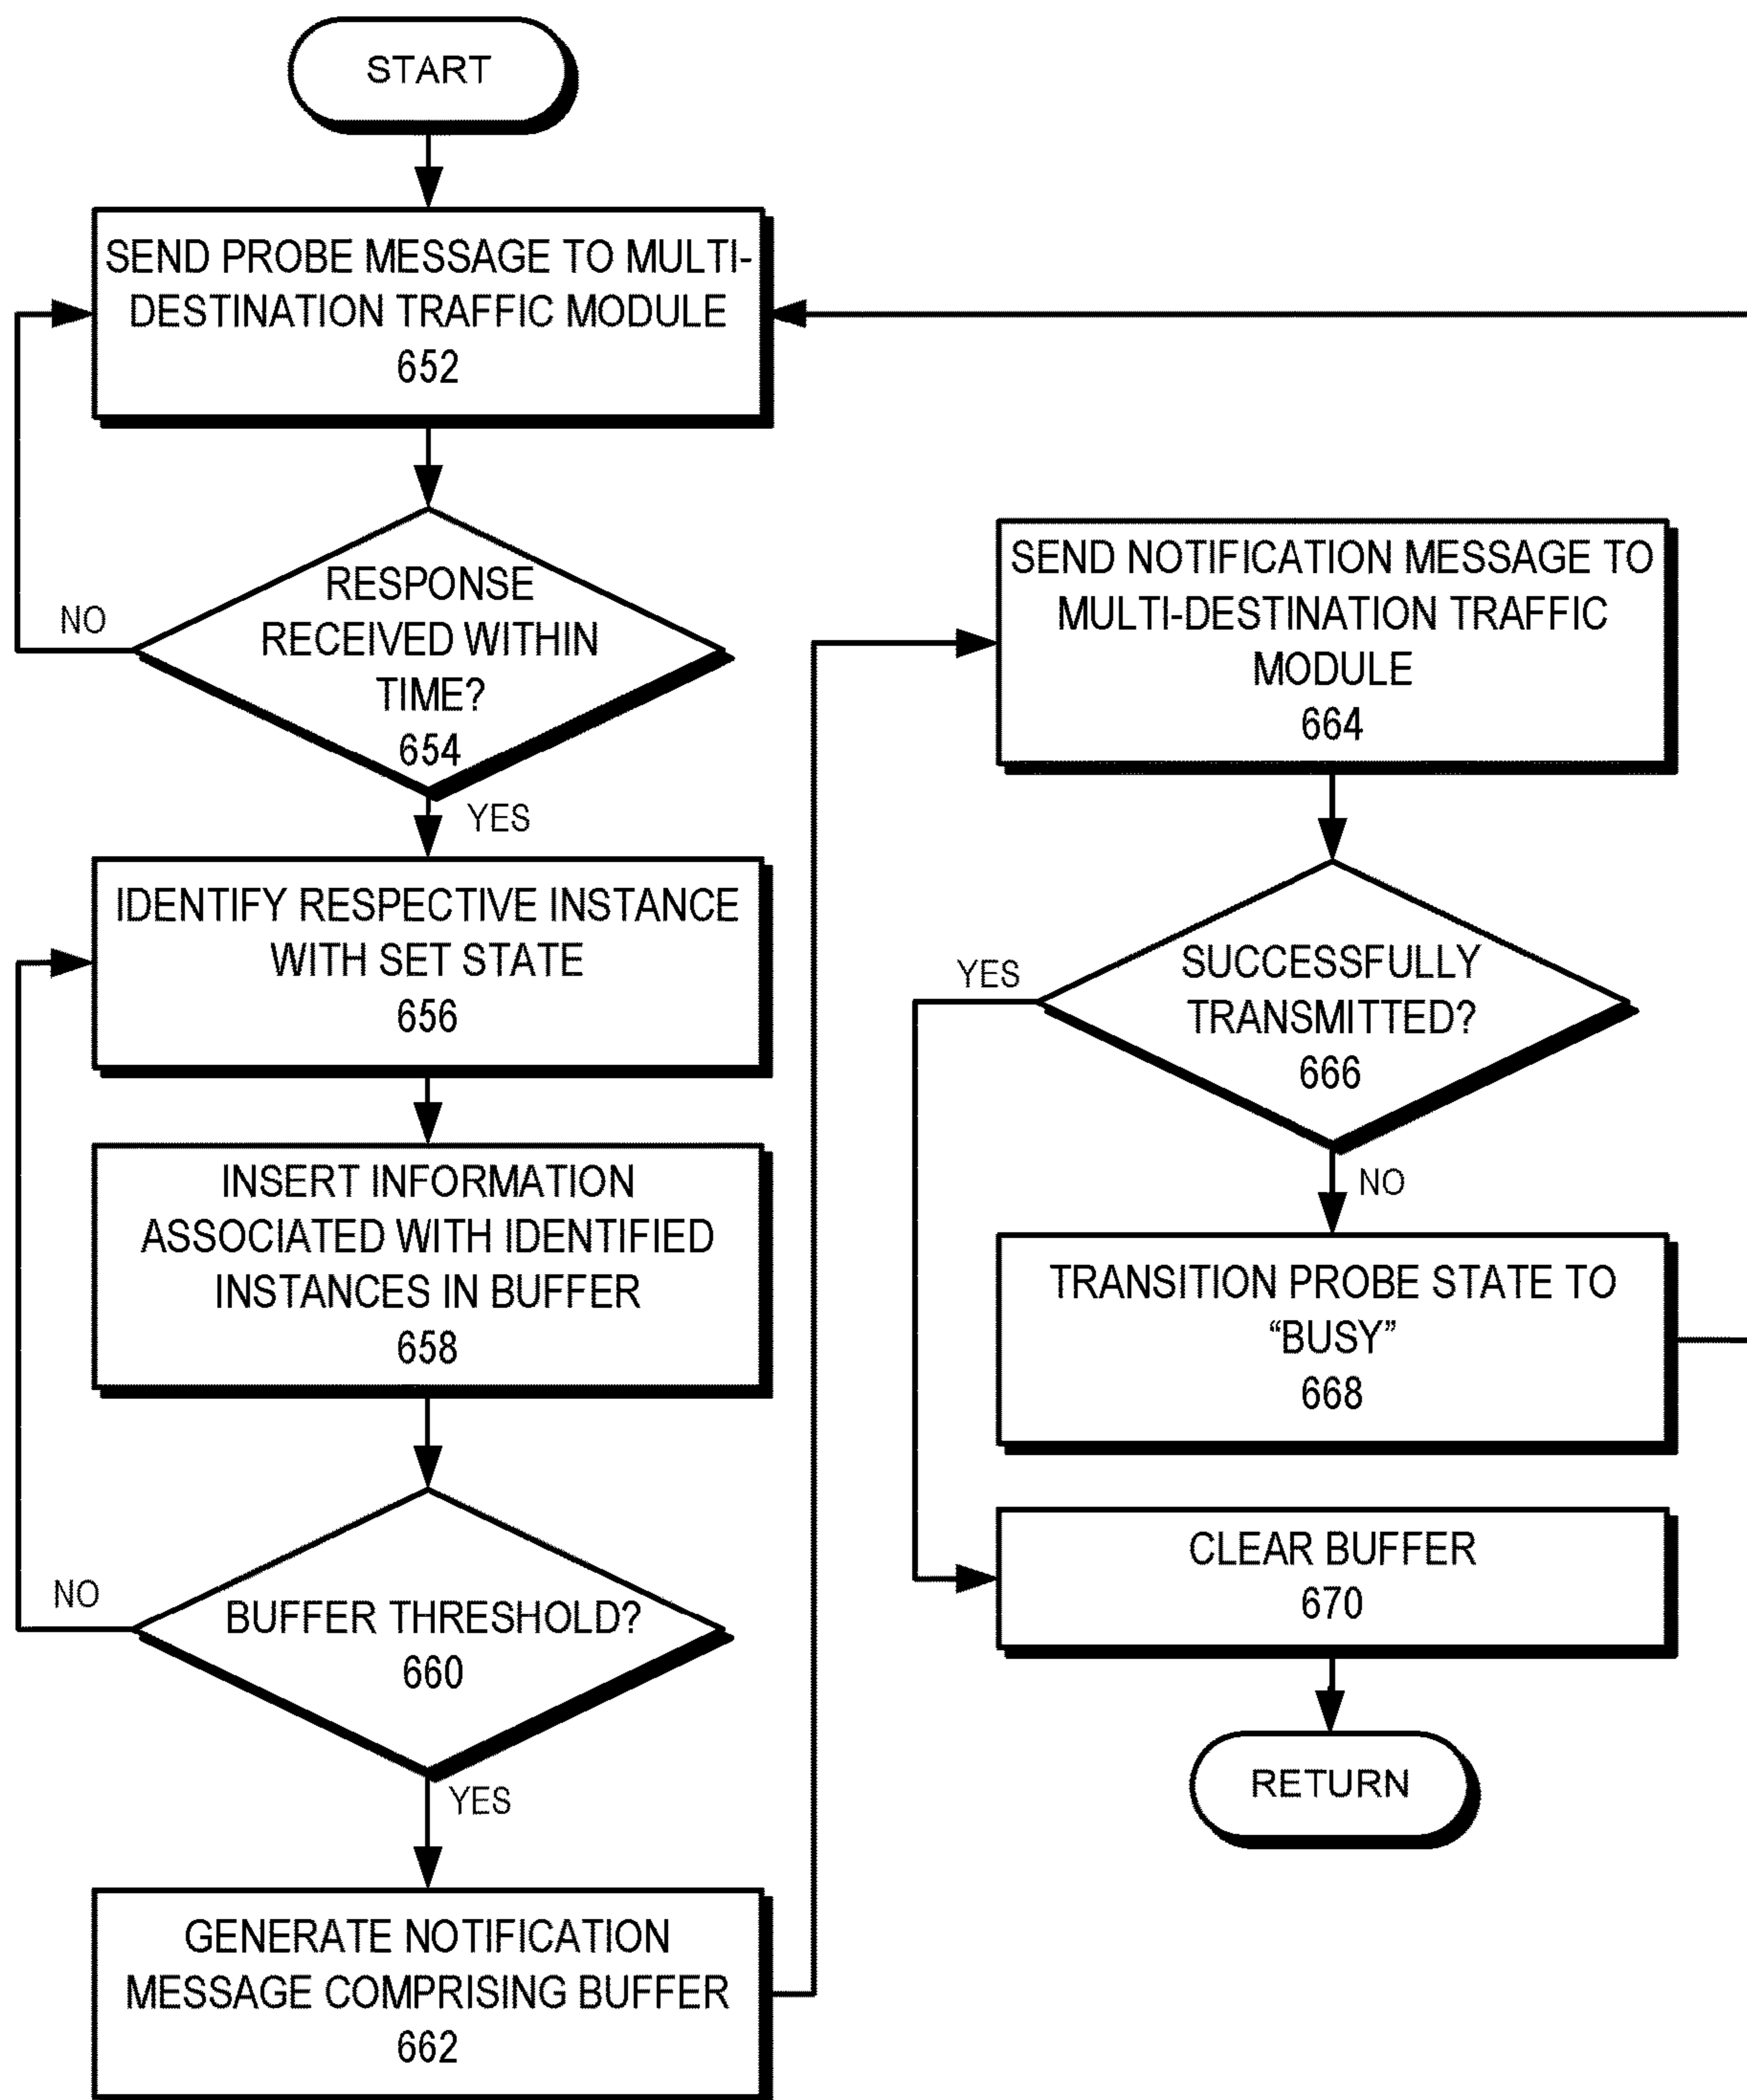 START
SEND PROBE MESSAGE TO MULTI-
DESTINATION TRAFFIC MODULE
652
RESPONSE
RECEIVED WITHIN
TIME?
654
NO
YES
IDENTIFY RESPECTIVE INSTANCE
WITH SET STATE
656
INSERT INFORMATION
ASSOCIATED WITH IDENTIFIED
INSTANCES IN BUFFER
658
BUFFER THRESHOLD?
660
NO
YES
GENERATE NOTIFICATION
MESSAGE COMPRISING BUFFER
662
SEND NOTIFICATION MESSAGE TO
MULTI-DESTINATION TRAFFIC
MODULE
664
SUCCESSFULLY
TRANSMITTED?
666
YES
NO
TRANSITION PROBE STATE TO
“BUSY”
668
CLEAR BUFFER
670
RETURN